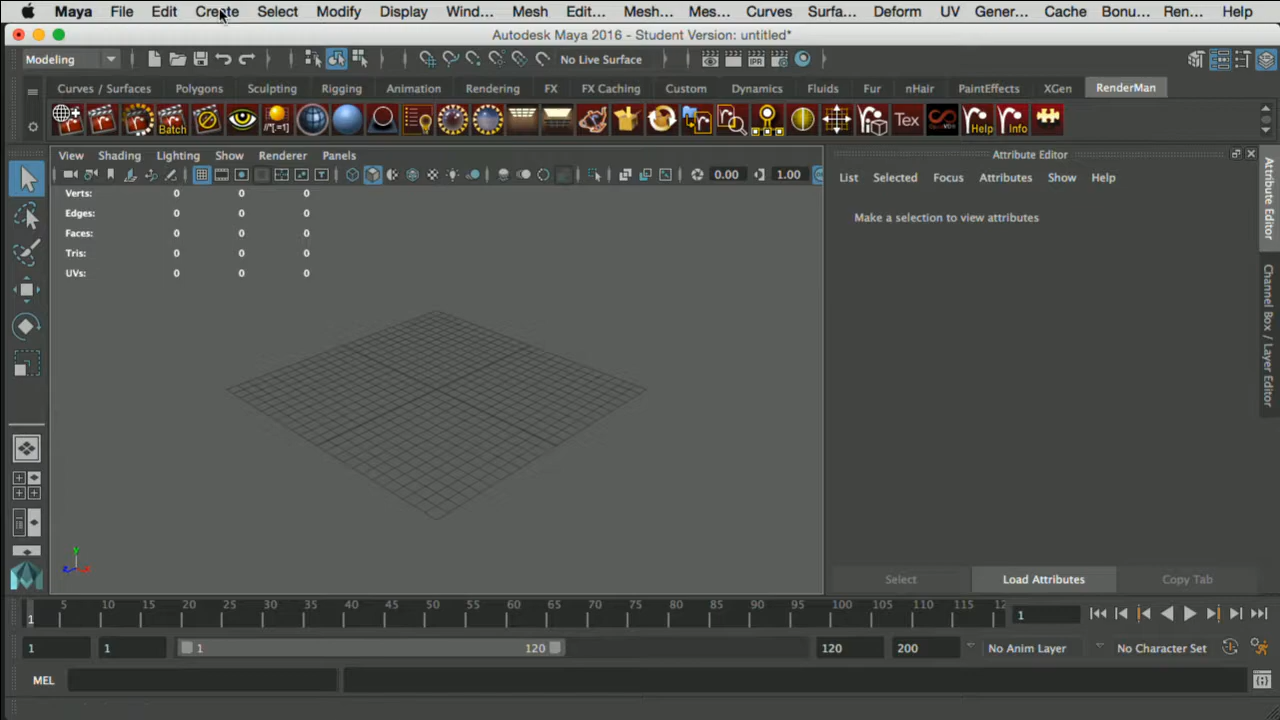 Maya File Edit Create Select Modify Display Wind... Mesh Edit... Mesh... Mes... Curves Surfa... Deform UV Gener... Cache Bonu... Ren... Help
Autodesk Maya 2016 - Student Version: untitled*
Modeling No Live Surface
Curves / Surfaces Polygons Sculpting Rigging Animation Rendering FX FX Caching Custom Dynamics Fluids Fur nHair PaintEffects XGen RenderMan
Batch //*[=1] Tex Help Info
View Shading Lighting Show Renderer Panels
Attribute Editor
0.00 1.00
List Selected Focus Attributes Show Help
Verts: 0 0 0
Edges: 0 0 0
Faces: 0 0 0
Tris: 0 0 0
UVs: 0 0 0
Make a selection to view attributes
Attribute Editor
Channel Box / Layer Editor
y
z x
Select Load Attributes Copy Tab
1 5 10 15 20 25 30 35 40 45 50 55 60 65 70 75 80 85 90 95 100 105 110 115 12
1
1 1 1 120 120 200 No Anim Layer No Character Set
MEL